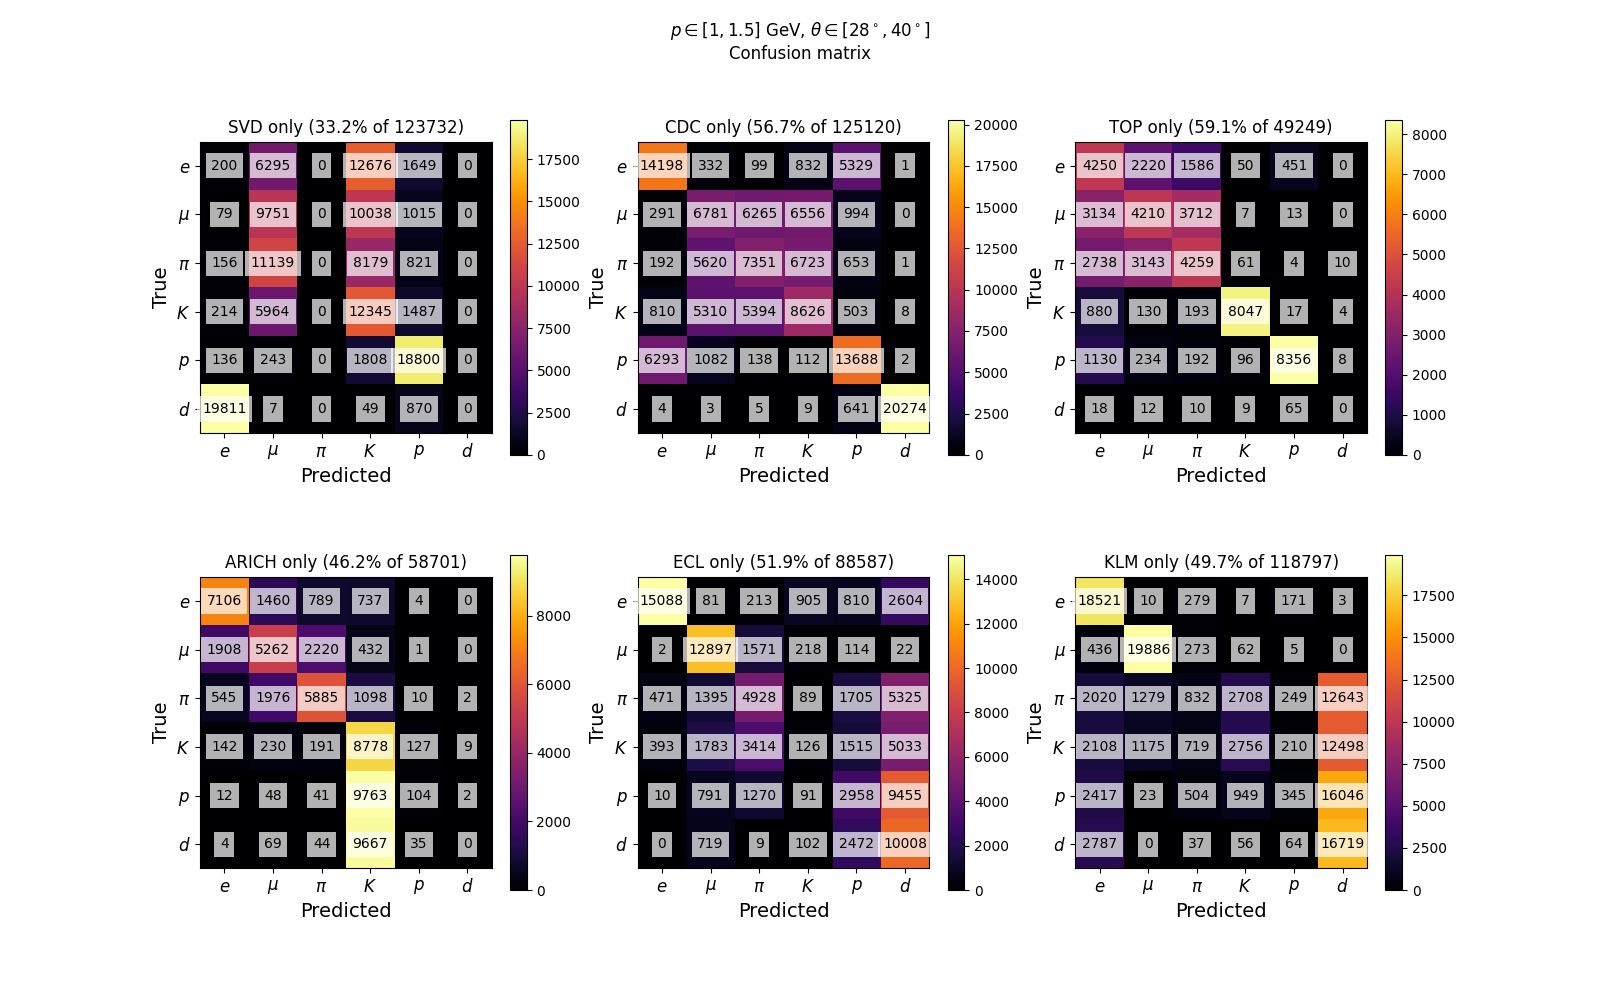 p ∈ [1, 1.5] GeV, θ ∈ [28°, 40°]
Confusion matrix
SVD only (33.2% of 123732)
True
e 200 6295 0 12676 1649 0
μ 79 9751 0 10038 1015 0
π 156 11139 0 8179 821 0
K 214 5964 0 12345 1487 0
p 136 243 0 1808 18800 0
d 19811 7 0 49 870 0
e μ π K p d
Predicted
17500
15000
12500
10000
7500
5000
2500
0
CDC only (56.7% of 125120)
True
e 14198 332 99 832 5329 1
μ 291 6781 6265 6556 994 0
π 192 5620 7351 6723 653 1
K 810 5310 5394 8626 503 8
p 6293 1082 138 112 13688 2
d 4 3 5 9 641 20274
e μ π K p d
Predicted
20000
17500
15000
12500
10000
7500
5000
2500
0
TOP only (59.1% of 49249)
True
e 4250 2220 1586 50 451 0
μ 3134 4210 3712 7 13 0
π 2738 3143 4259 61 4 10
K 880 130 193 8047 17 4
p 1130 234 192 96 8356 8
d 18 12 10 9 65 0
e μ π K p d
Predicted
8000
7000
6000
5000
4000
3000
2000
1000
0
ARICH only (46.2% of 58701)
True
e 7106 1460 789 737 4 0
μ 1908 5262 2220 432 1 0
π 545 1976 5885 1098 10 2
K 142 230 191 8778 127 9
p 12 48 41 9763 104 2
d 4 69 44 9667 35 0
e μ π K p d
Predicted
8000
6000
4000
2000
0
ECL only (51.9% of 88587)
True
e 15088 81 213 905 810 2604
μ 2 12897 1571 218 114 22
π 471 1395 4928 89 1705 5325
K 393 1783 3414 126 1515 5033
p 10 791 1270 91 2958 9455
d 0 719 9 102 2472 10008
e μ π K p d
Predicted
14000
12000
10000
8000
6000
4000
2000
0
KLM only (49.7% of 118797)
True
e 18521 10 279 7 171 3
μ 436 19886 273 62 5 0
π 2020 1279 832 2708 249 12643
K 2108 1175 719 2756 210 12498
p 2417 23 504 949 345 16046
d 2787 0 37 56 64 16719
e μ π K p d
Predicted
17500
15000
12500
10000
7500
5000
2500
0